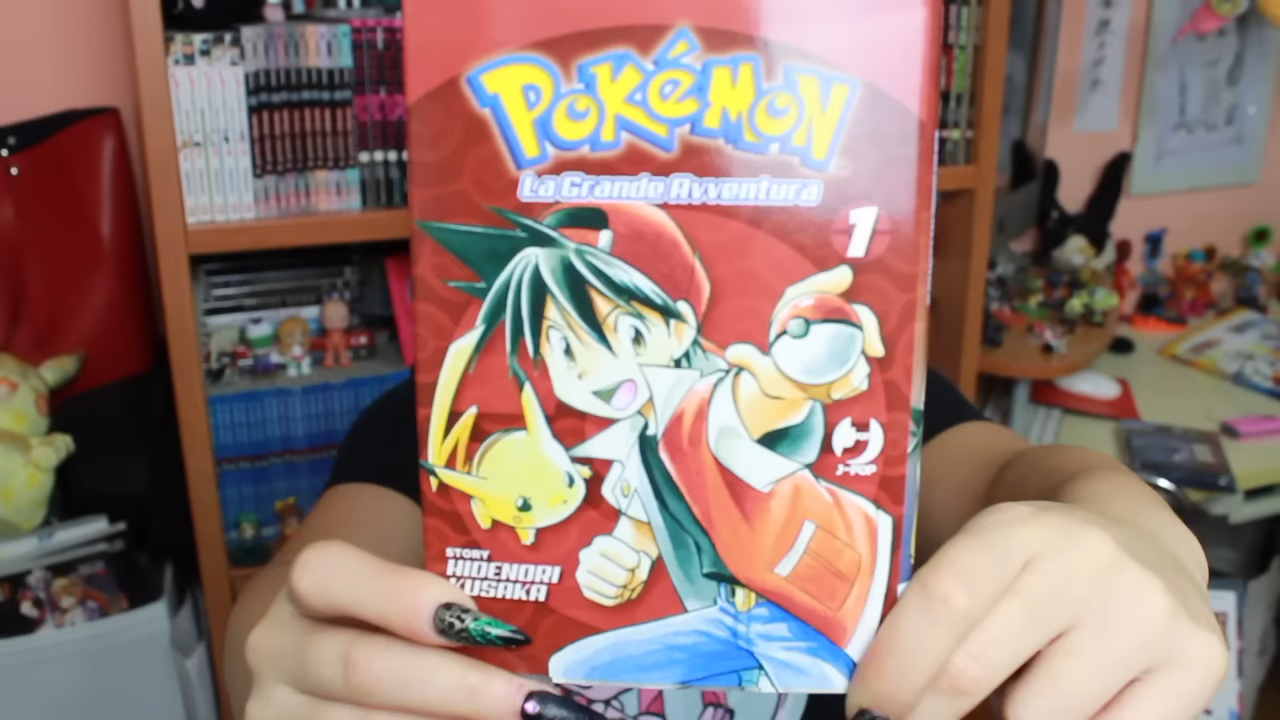 POKéMON
La Grande Avventura
1
J-POP
STORY
HIDENORI
KUSAKA